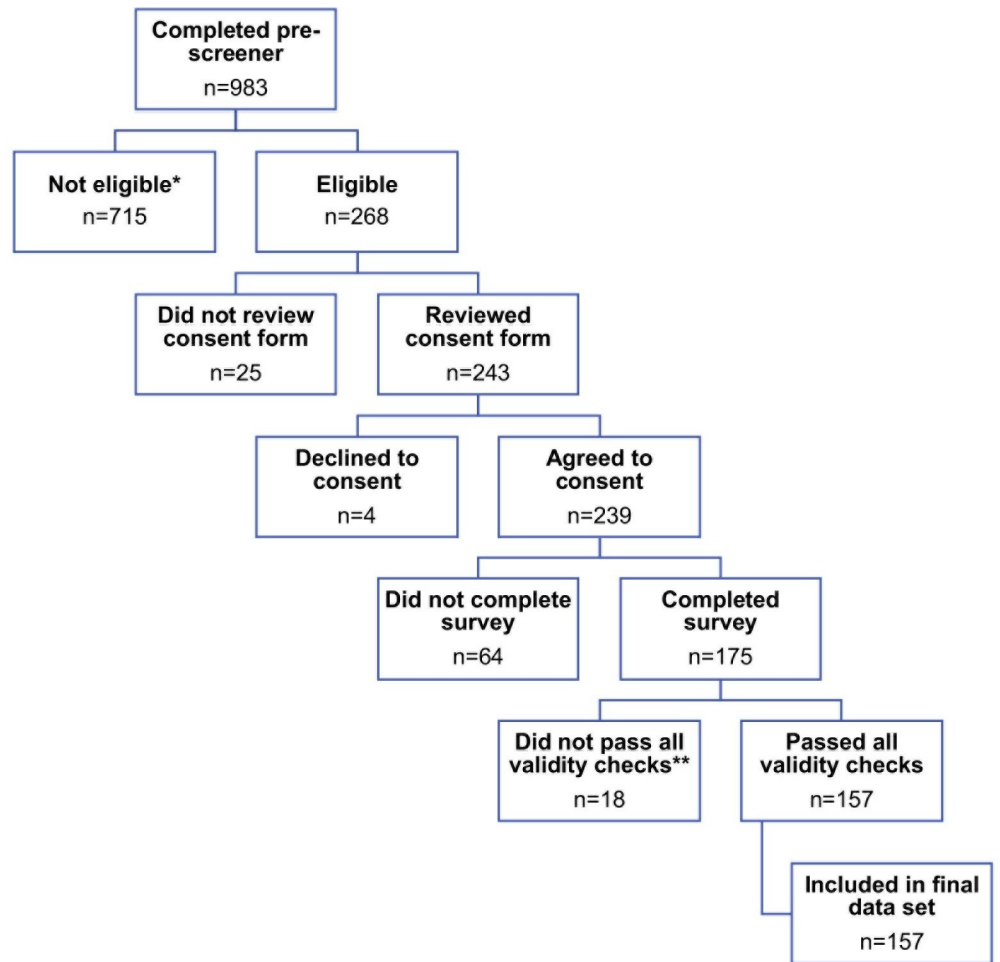 Completed pre-
screener
n=983
Not eligible*
n=715
Eligible
n=268
Did not review
consent form
n=25
Reviewed
consent form
n=243
Declined to
consent
n=4
Agreed to
consent
n=239
Did not complete
survey
n=64
Completed
survey
n=175
Did not pass all
validity checks**
n=18
Passed all
validity checks
n=157
Included in final
data set
n=157